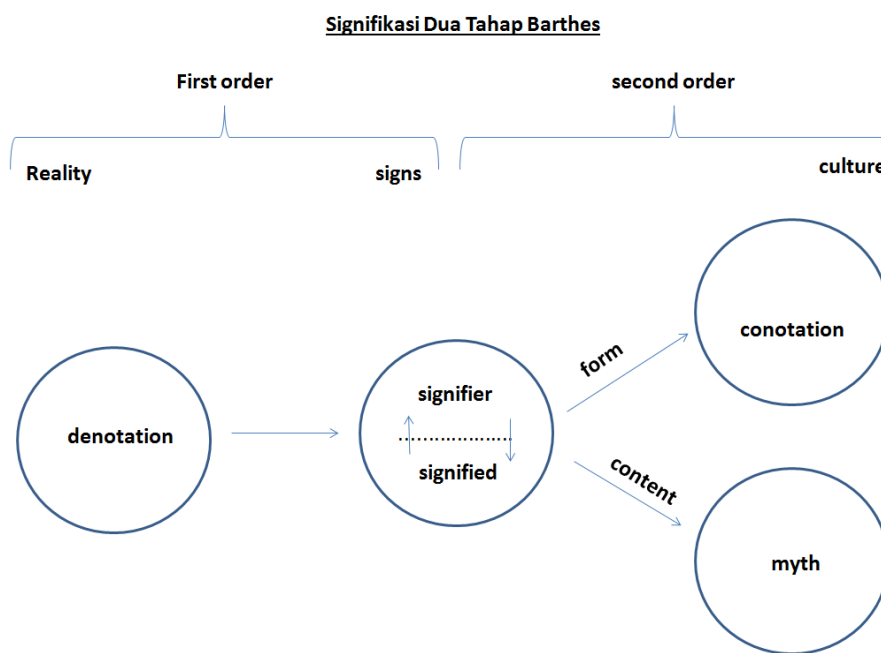 Signifikasi Dua Tahap Barthes
First order
second order
Reality
signs
culture
denotation
signifier
....................
signified
form
content
conotation
myth